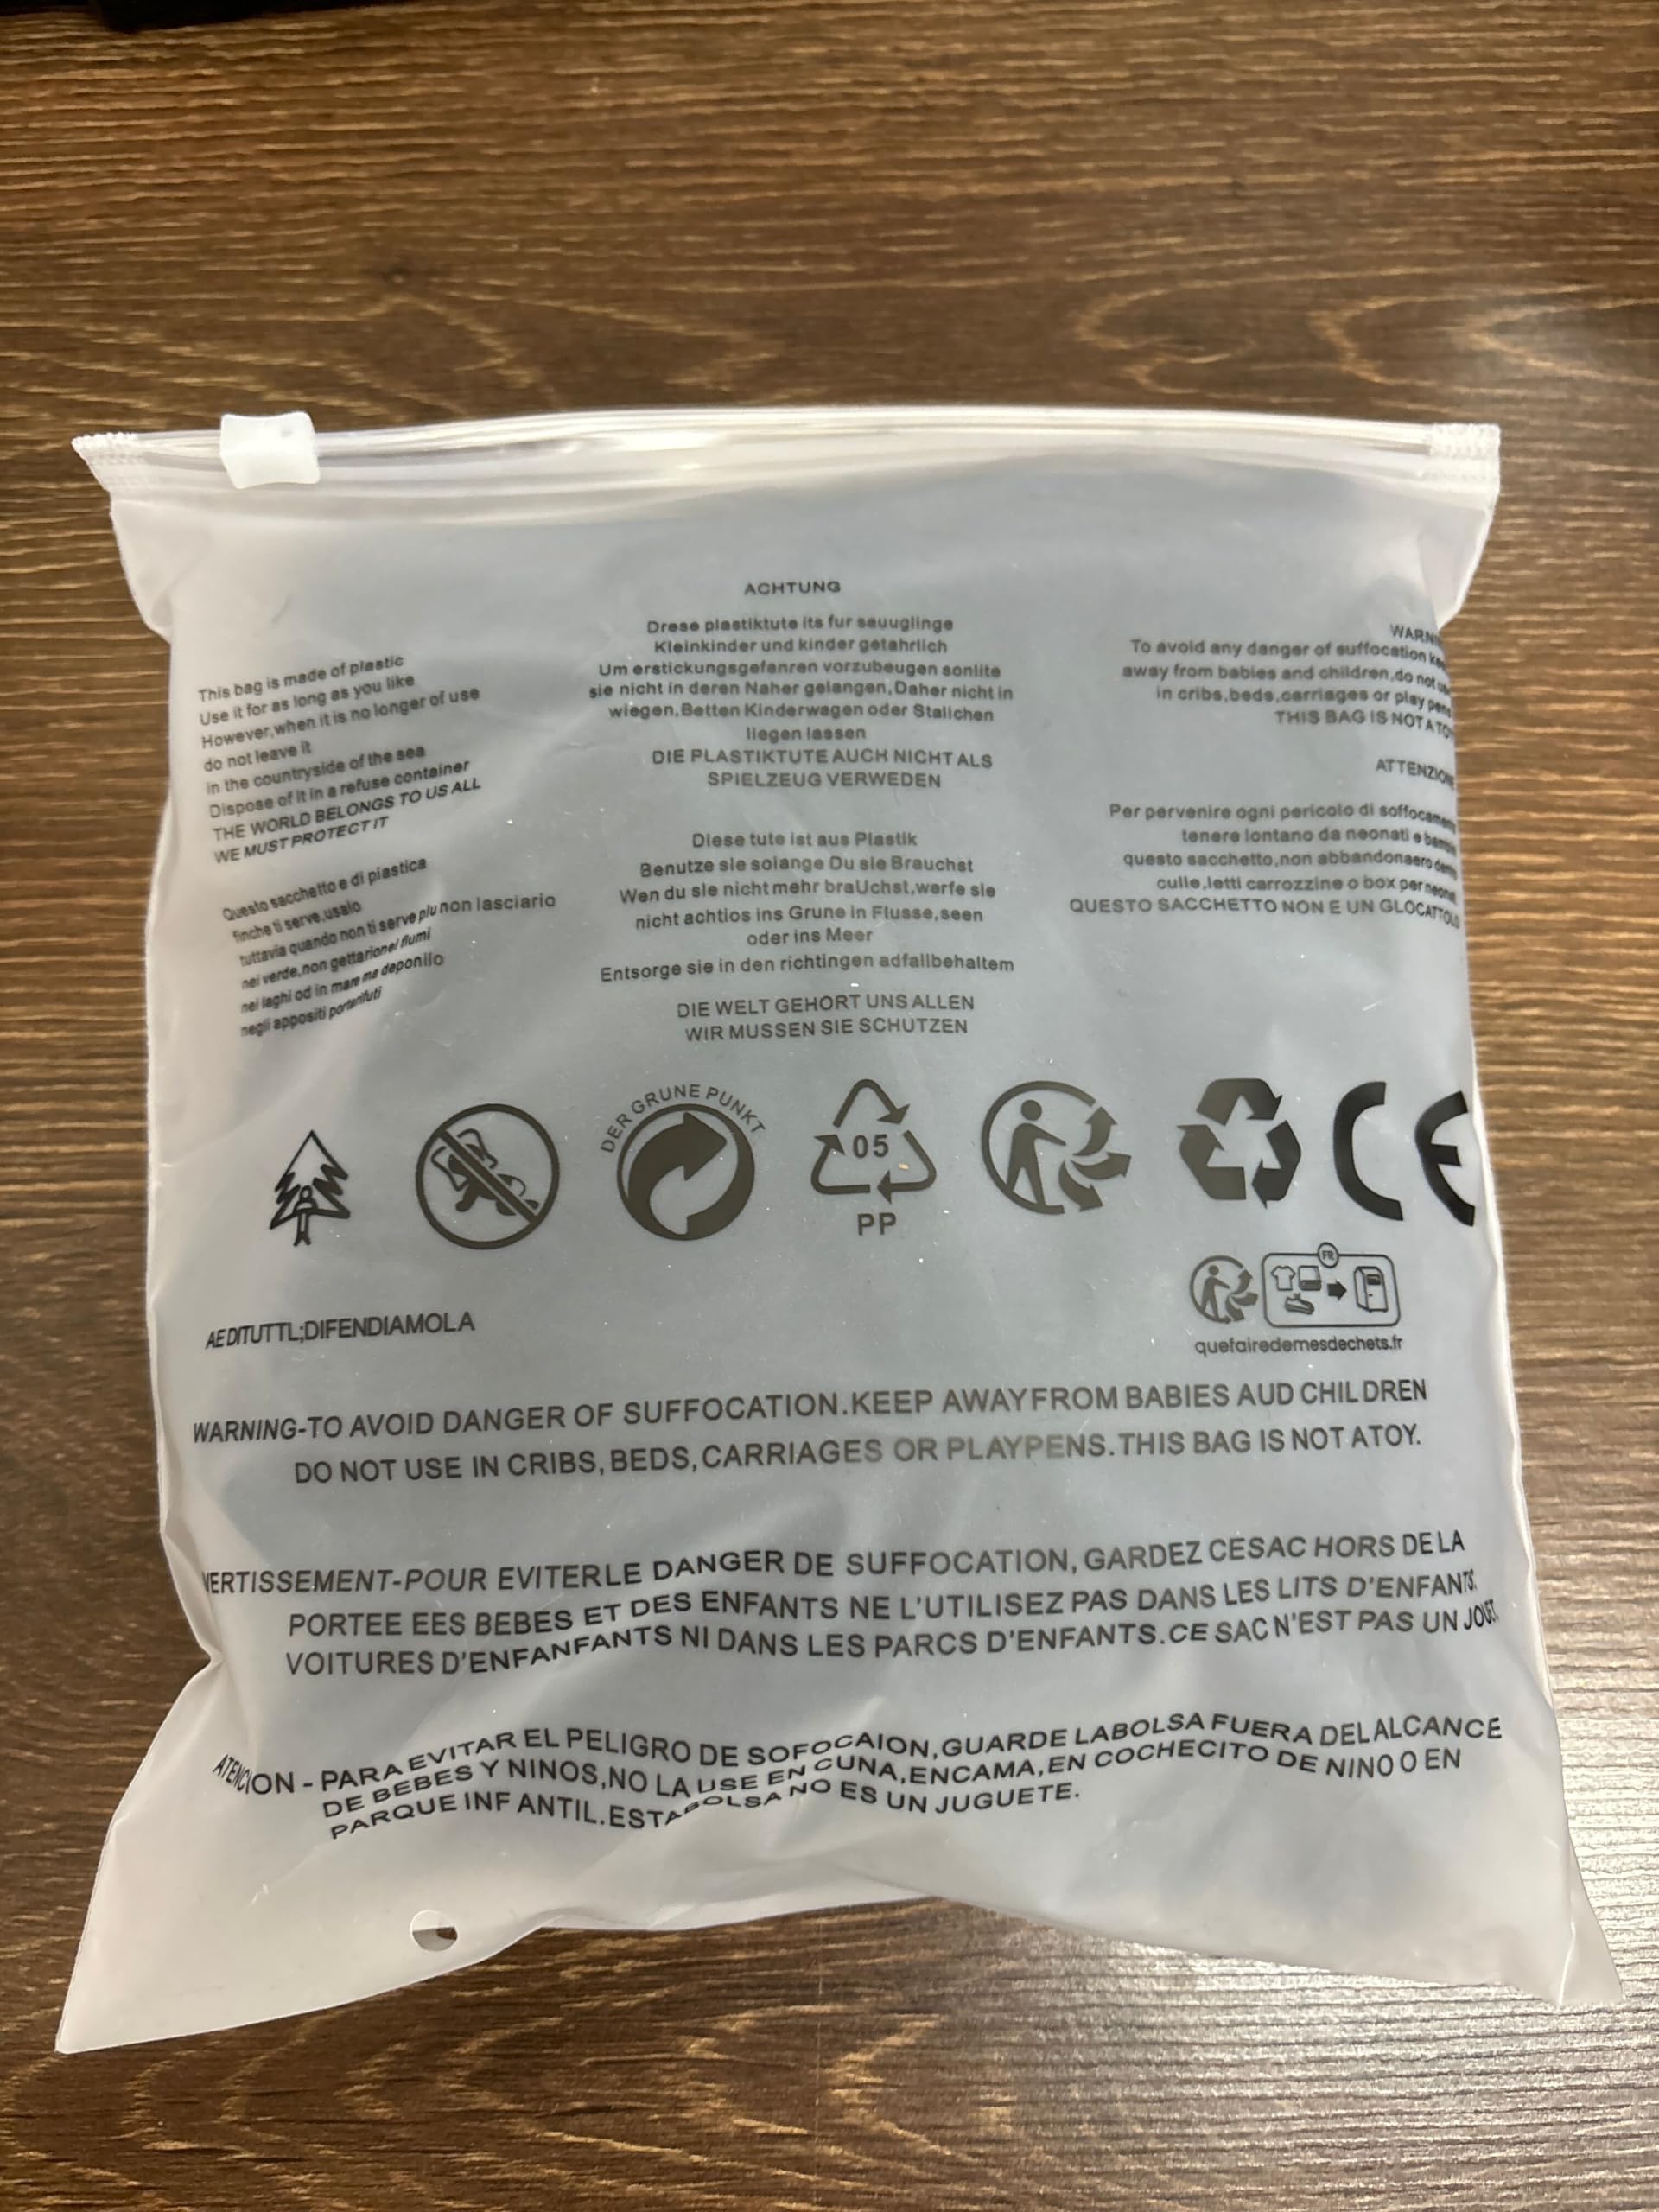 This bag is made of plastic
Use it for as long as you like
However,when it is no longer of use
do not leave it
in the countryside of the sea
Dispose of it in a refuse container
THE WORLD BELONGS TO US ALL
WE MUST PROTECT IT
Questo sacchetto e di piastica
finche ti serve,usalo
tuttavia quando non ti serve piu non lasciario
nei verde,non gettarionei fiumi
nei laghi od in mare ma deponilo
negli appositi portarifuti
ACHTUNG
Drese plastiktute its fur sauuglinge
Kleinkinder und kinder getahrlich
Um erstickungsgefanren vorzubeugen sonlite
sie nicht in deren Naher gelangen,Daher nicht in
wiegen,Betten Kinderwagen oder Stalichen
liegen lassen
DIE PLASTIKTUTE AUCH NICHT ALS
SPIELZEUG VERWEDEN
Diese tute ist aus Plastik
Benutze sie solange Du sie Brauchst
Wen du sie nicht mehr braUchst,werfe sie
nicht achtios ins Grune in Flusse,seen
oder ins Meer
Entsorge sie in den richtingen adfallbehaltem
DIE WELT GEHORT UNS ALLEN
WIR MUSSEN SIE SCHUTZEN
WARN
To avoid any danger of suffocation
away from babies and children,do not
in cribs,beds,carriages or play pens
THIS BAG IS NOT A TO
ATTENZION
Per pervenire ogni pericolo di soffocamen
tenere lontano da neonati e
questo sacchetto,non abbandonaero
culle,letti carrozzine o box per
QUESTO SACCHETTO NON E UN GLOCATTOLO
DER GRUNE PUNKT
05
PP
CE
FR
quefairedemesdechets.fr
AE DITUTTL;DIFENDIAMOLA
WARNING-TO AVOID DANGER OF SUFFOCATION.KEEP AWAYFROM BABIES AUD CHILDREN
DO NOT USE IN CRIBS,BEDS,CARRIAGES OR PLAYPENS.THIS BAG IS NOT ATOY.
VERTISSEMENT-POUR EVITERLE DANGER DE SUFFOCATION, GARDEZ CESAC HORS DE LA
PORTEE EES BEBES ET DES ENFANTS NE L'UTILISEZ PAS DANS LES LITS D'ENFANTS.
VOITURES D'ENFANFANTS NI DANS LES PARCS D'ENFANTS.CE SAC N'EST PAS UN JOUET.
ATENCION - PARA EVITAR EL PELIGRO DE SOFOCAION,GUARDE LABOLSA FUERA DEL ALCANCE
DE BEBES Y NINOS,NO LA USE EN CUNA,ENCAMA,EN COCHECITO DE NINO O EN
PARQUE INFANTIL.ESTA BOLSA NO ES UN JUGUETE.